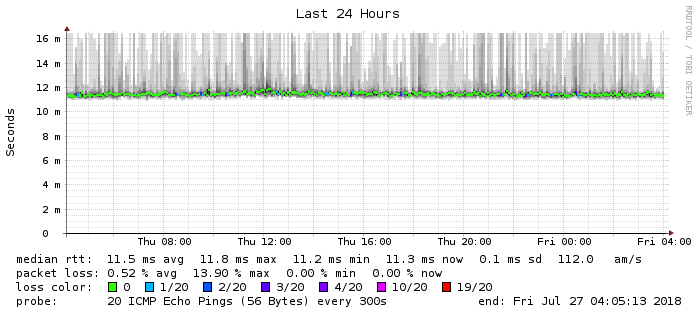 Last 24 Hours
RRDTOOL / TOBI OETIKER
Seconds
16 m
14 m
12 m
10 m
8 m
6 m
4 m
2 m
0
Thu 08:00 Thu 12:00 Thu 16:00 Thu 20:00 Fri 00:00 Fri 04:00
median rtt: 11.5 ms avg 11.8 ms max 11.2 ms min 11.3 ms now 0.1 ms sd 112.0 am/s
packet loss: 0.52 % avg 13.90 % max 0.00 % min 0.00 % now
loss color: 0 1/20 2/20 3/20 4/20 10/20 19/20
probe: 20 ICMP Echo Pings (56 Bytes) every 300s end: Fri Jul 27 04:05:13 2018